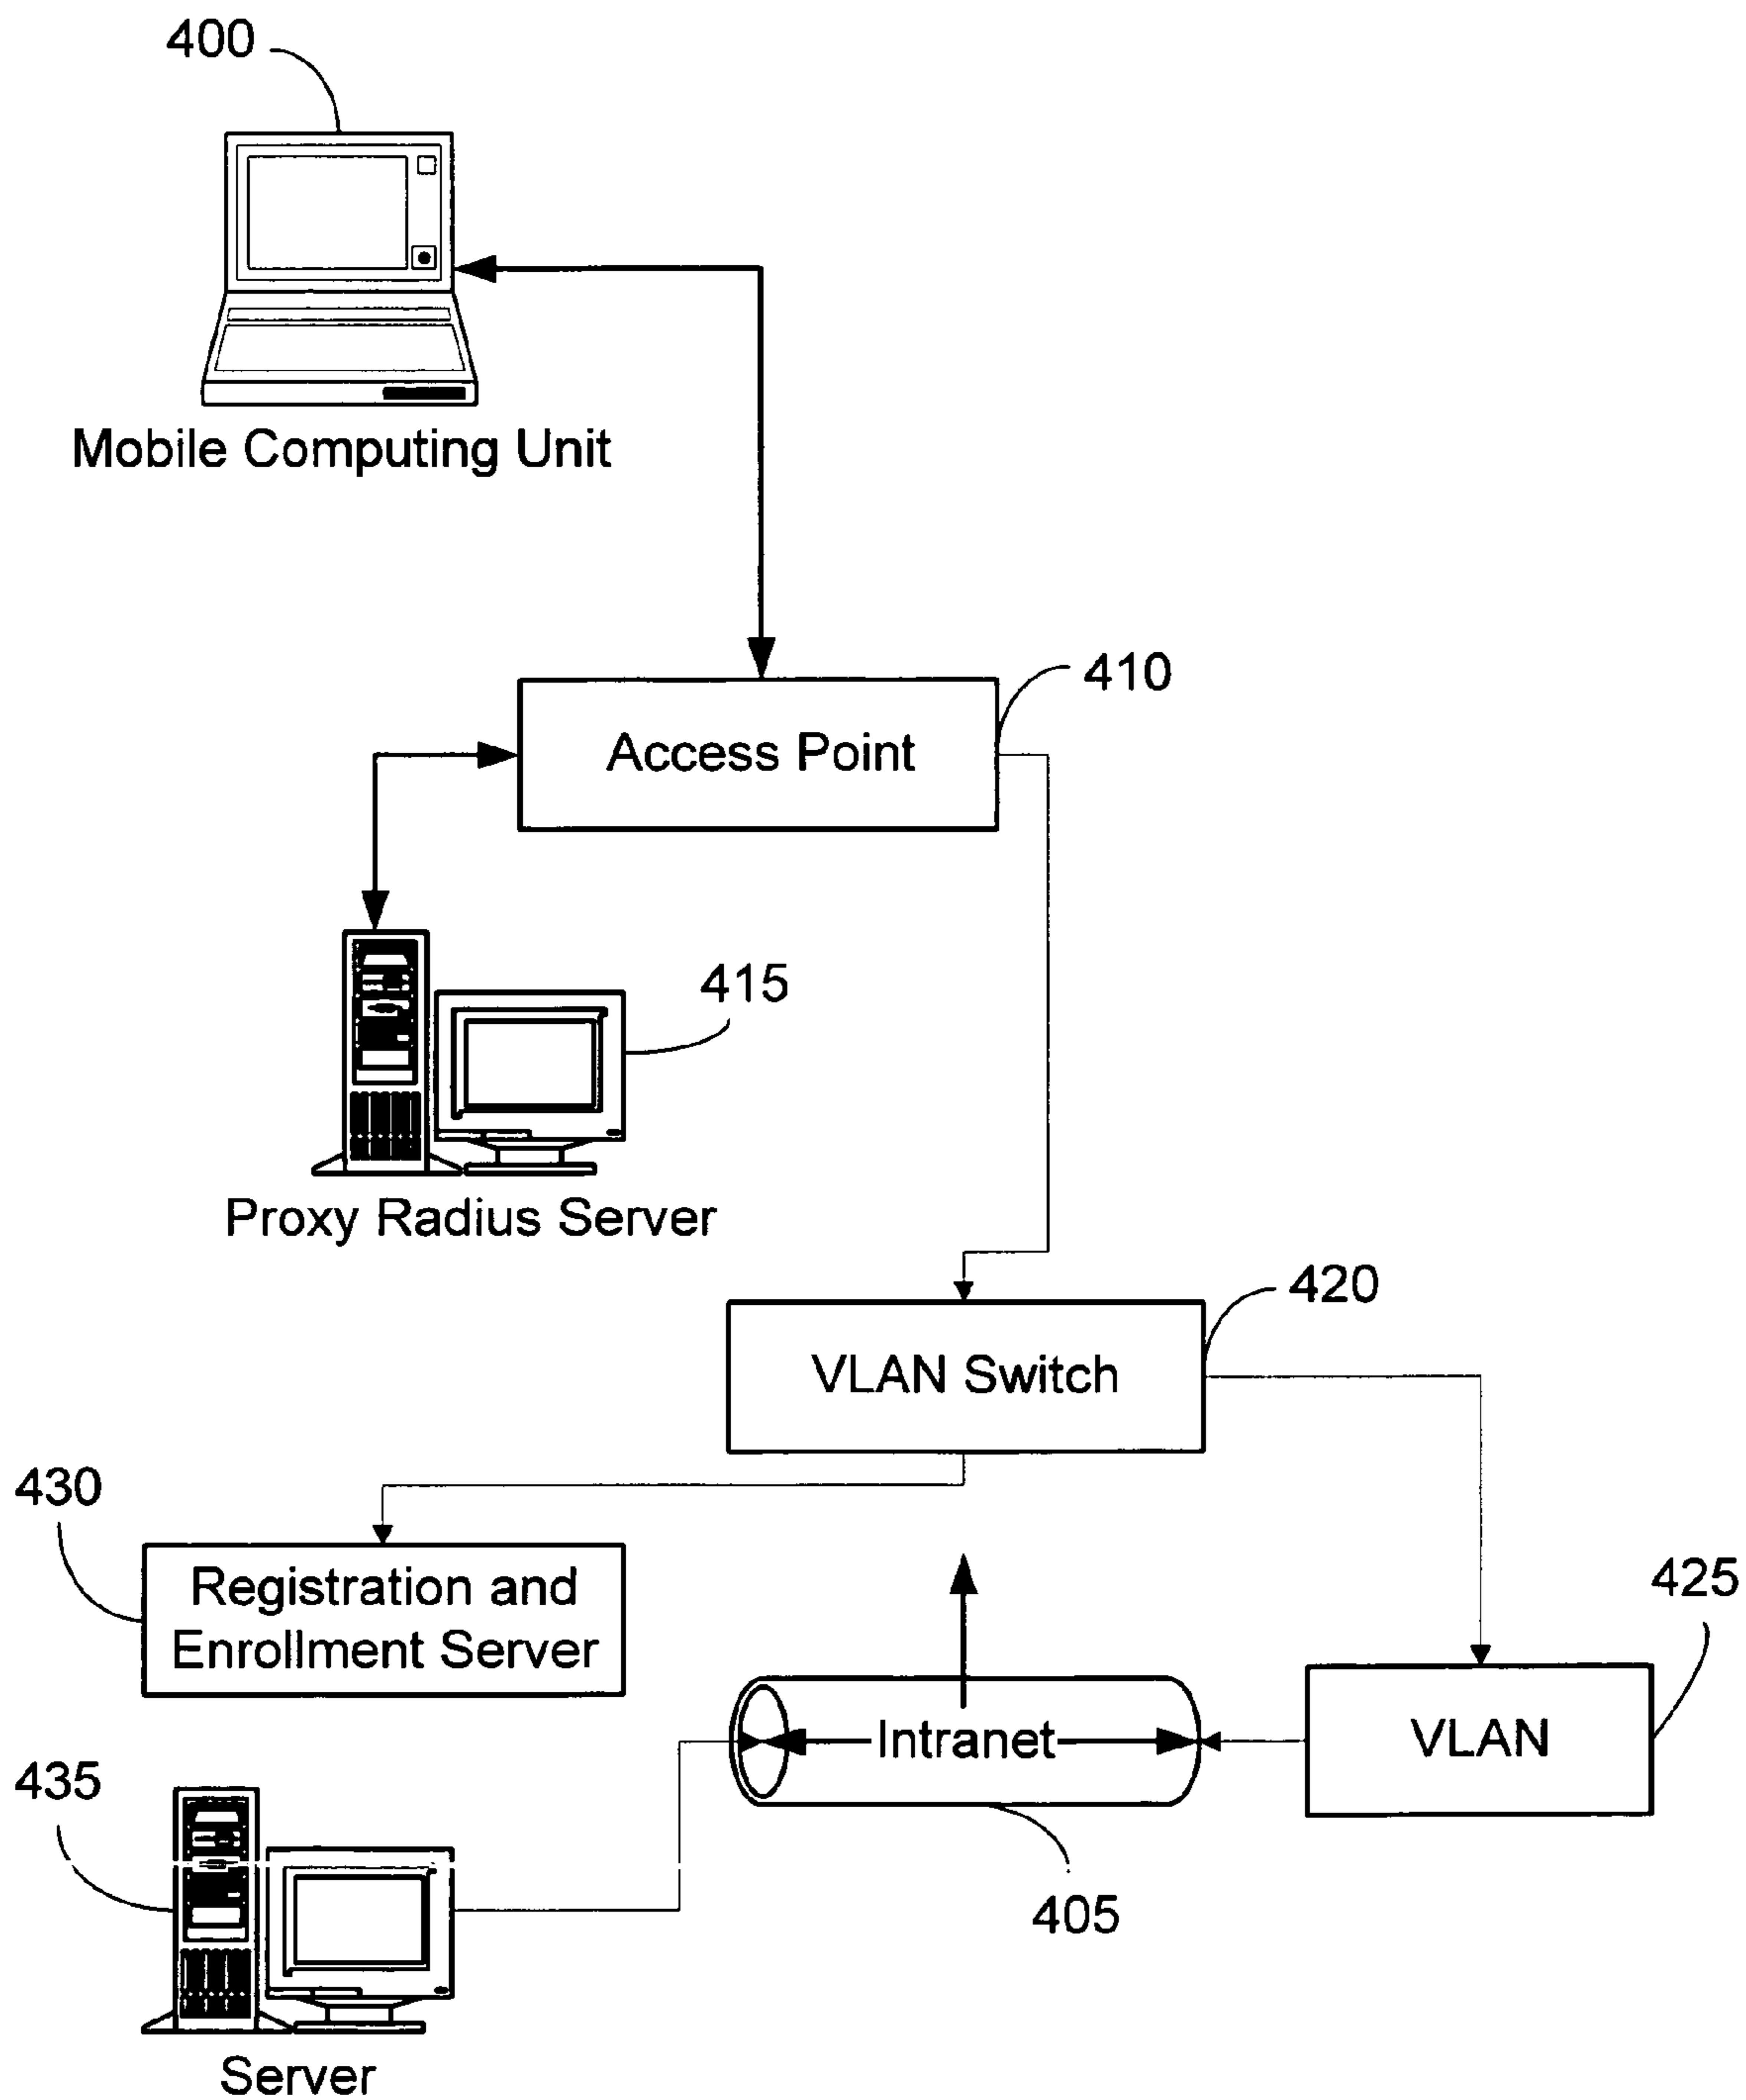 400
Mobile Computing Unit
410
Access Point
415
Proxy Radius Server
420
VLAN Switch
430
Registration and
Enrollment Server
425
VLAN
Intranet
435
405
Server